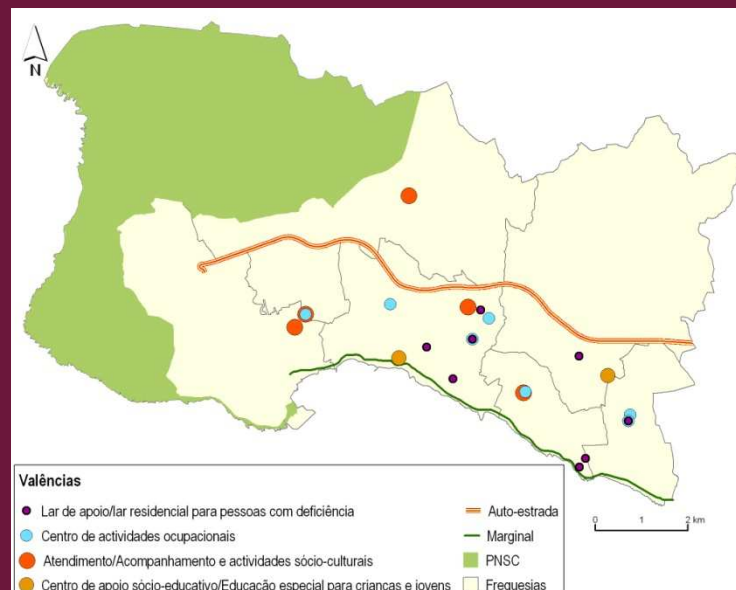 N
Valências
Lar de apoio/lar residencial para pessoas com deficiência
Centro de actividades ocupacionais
Atendimento/Acompanhamento e actividades sócio-culturais
Centro de apoio sócio-educativo/Educação especial para crianças e jovens
Auto-estrada
Marginal
PNSC
Freguesias
0 1 2 km